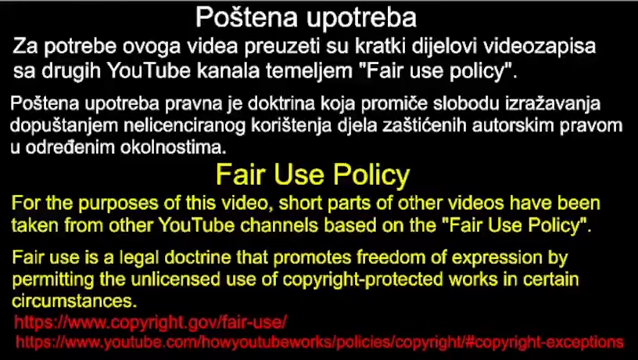 Poštena upotreba
Za potrebe ovoga videa preuzeti su kratki dijelovi videozapisa
sa drugih YouTube kanala temeljem "Fair use policy".
Poštena upotreba pravna je doktrina koja promiče slobodu izražavanja
dopuštanjem nelicenciranog korištenja djela zaštićenih autorskim pravom
u određenim okolnostima.
Fair Use Policy
For the purposes of this video, short parts of other videos have been
taken from other YouTube channels based on the "Fair Use Policy".
Fair use is a legal doctrine that promotes freedom of expression by
permitting the unlicensed use of copyright-protected works in certain
circumstances.
https://www.copyright.gov/fair-use/
https://www.youtube.com/howyoutubeworks/policies/copyright/#copyright-exceptions